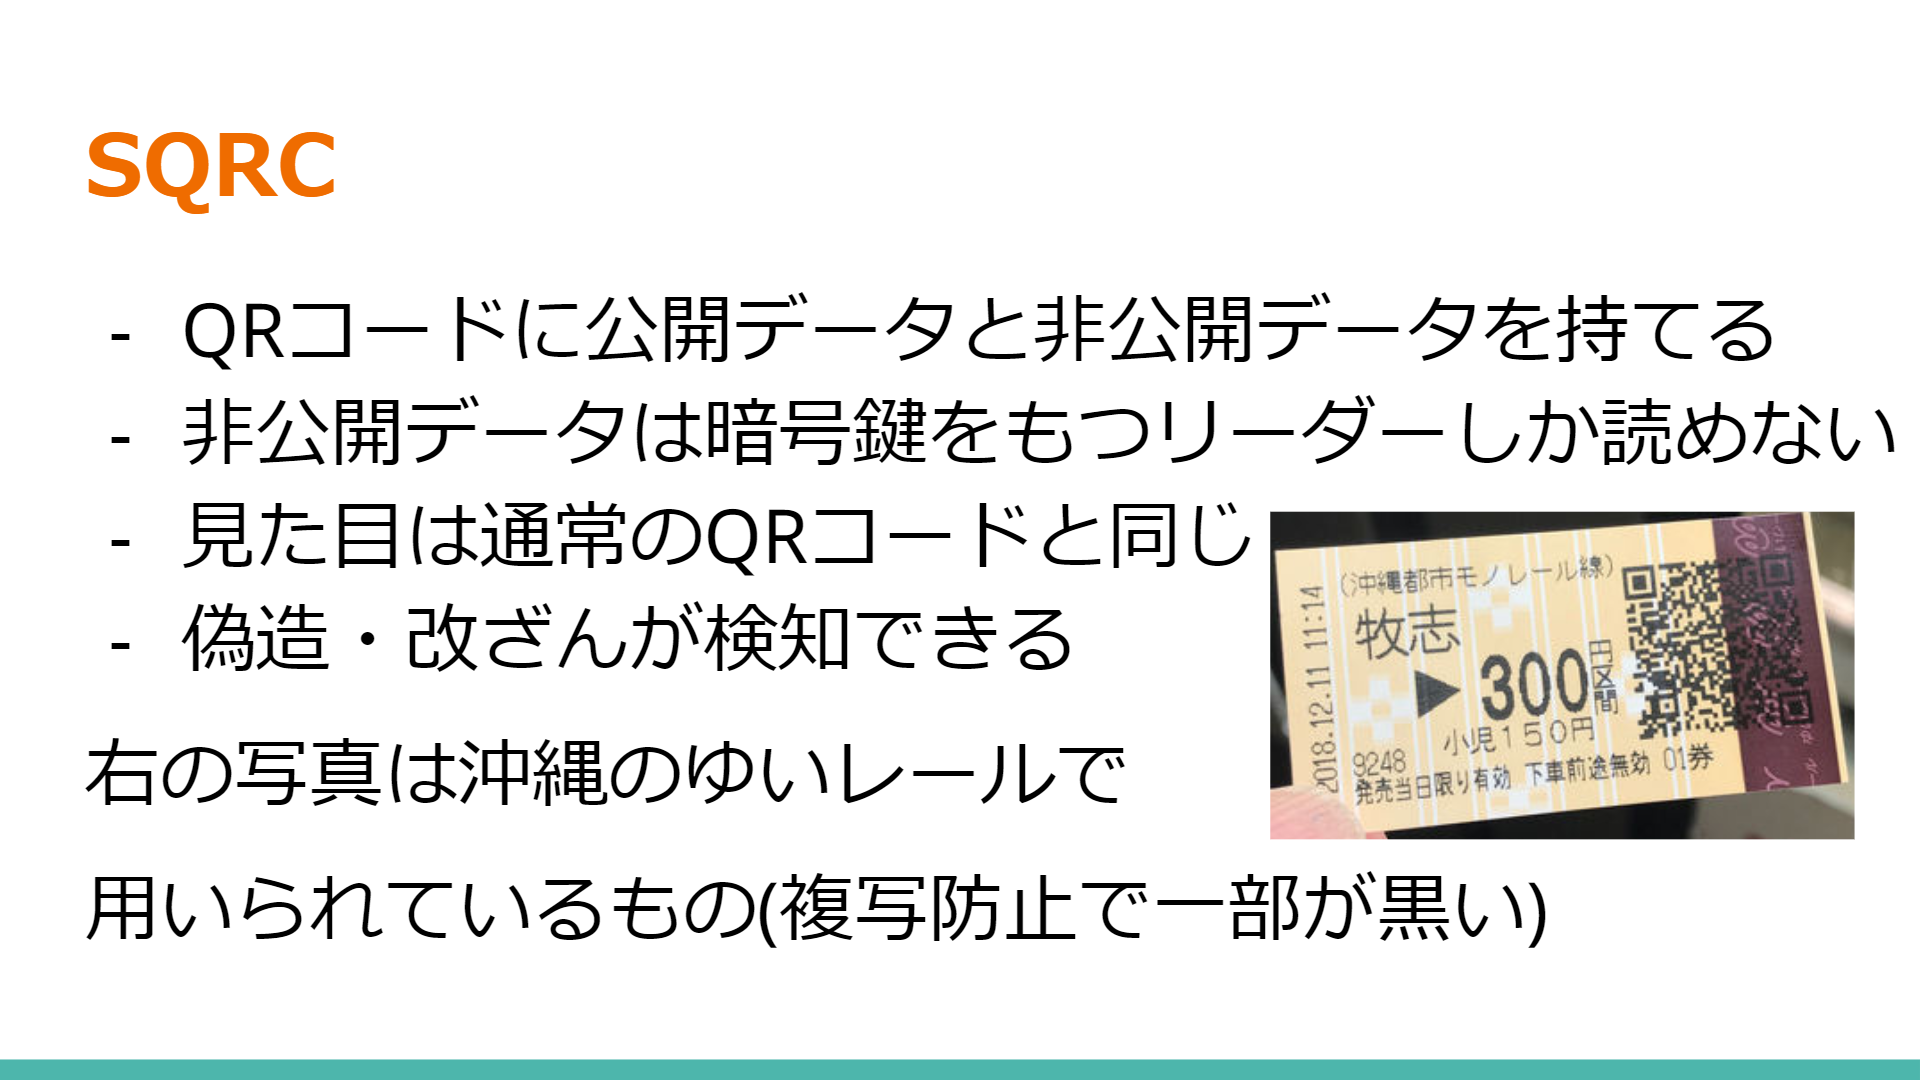 SQRC
- QRコードに公開データと非公開データを持てる
- 非公開データは暗号鍵をもつリーダーしか読めない
- 見た目は通常のQRコードと同じ
- 偽造・改ざんが検知できる
右の写真は沖縄のゆいレールで
用いられているもの(複写防止で一部が黒い)
2018.12.11 11:14
(沖縄都市モノレール線)
牧志
▶300円区間
小児150円
9248
発売当日限り有効 下車前途無効 01券